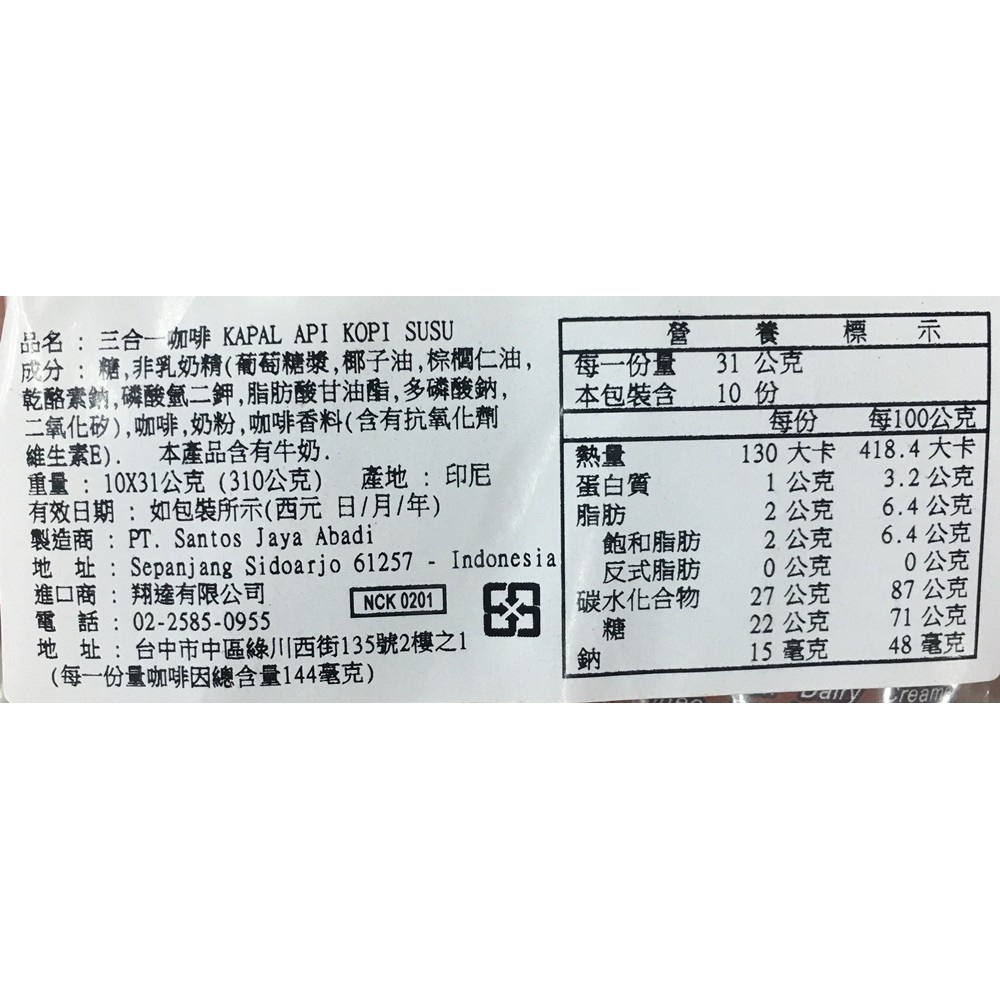 品名 : 三合一咖啡 KAPAL API KOPI SUSU
成分 : 糖,非乳奶精(葡萄糖漿,椰子油,棕櫚仁油,
乾酪素鈉,磷酸氫二鉀,脂肪酸甘油酯,多磷酸鈉,
二氧化矽),咖啡,奶粉,咖啡香料(含有抗氧化劑
維生素E). 本產品含有牛奶.
重量 : 10X31公克 (310公克) 產地 : 印尼
有效日期 : 如包裝所示(西元 日/月/年)
製造商 : PT. Santos Jaya Abadi
地 址 : Sepanjang Sidoarjo 61257 - Indonesia
進口商 : 翔達有限公司
NCK 0201
電 話 : 02-2585-0955
地 址 : 台中市中區綠川西街135號2樓之1
(每一份量咖啡因總含量144毫克)
營 養 標 示
每一份量 31 公克
本包裝含 10 份
每份 每100公克
熱量 130 大卡 418.4 大卡
蛋白質 1 公克 3.2 公克
脂肪 2 公克 6.4 公克
飽和脂肪 2 公克 6.4 公克
反式脂肪 0 公克 0 公克
碳水化合物 27 公克 87 公克
糖 22 公克 71 公克
鈉 15 毫克 48 毫克
Dairy Cream